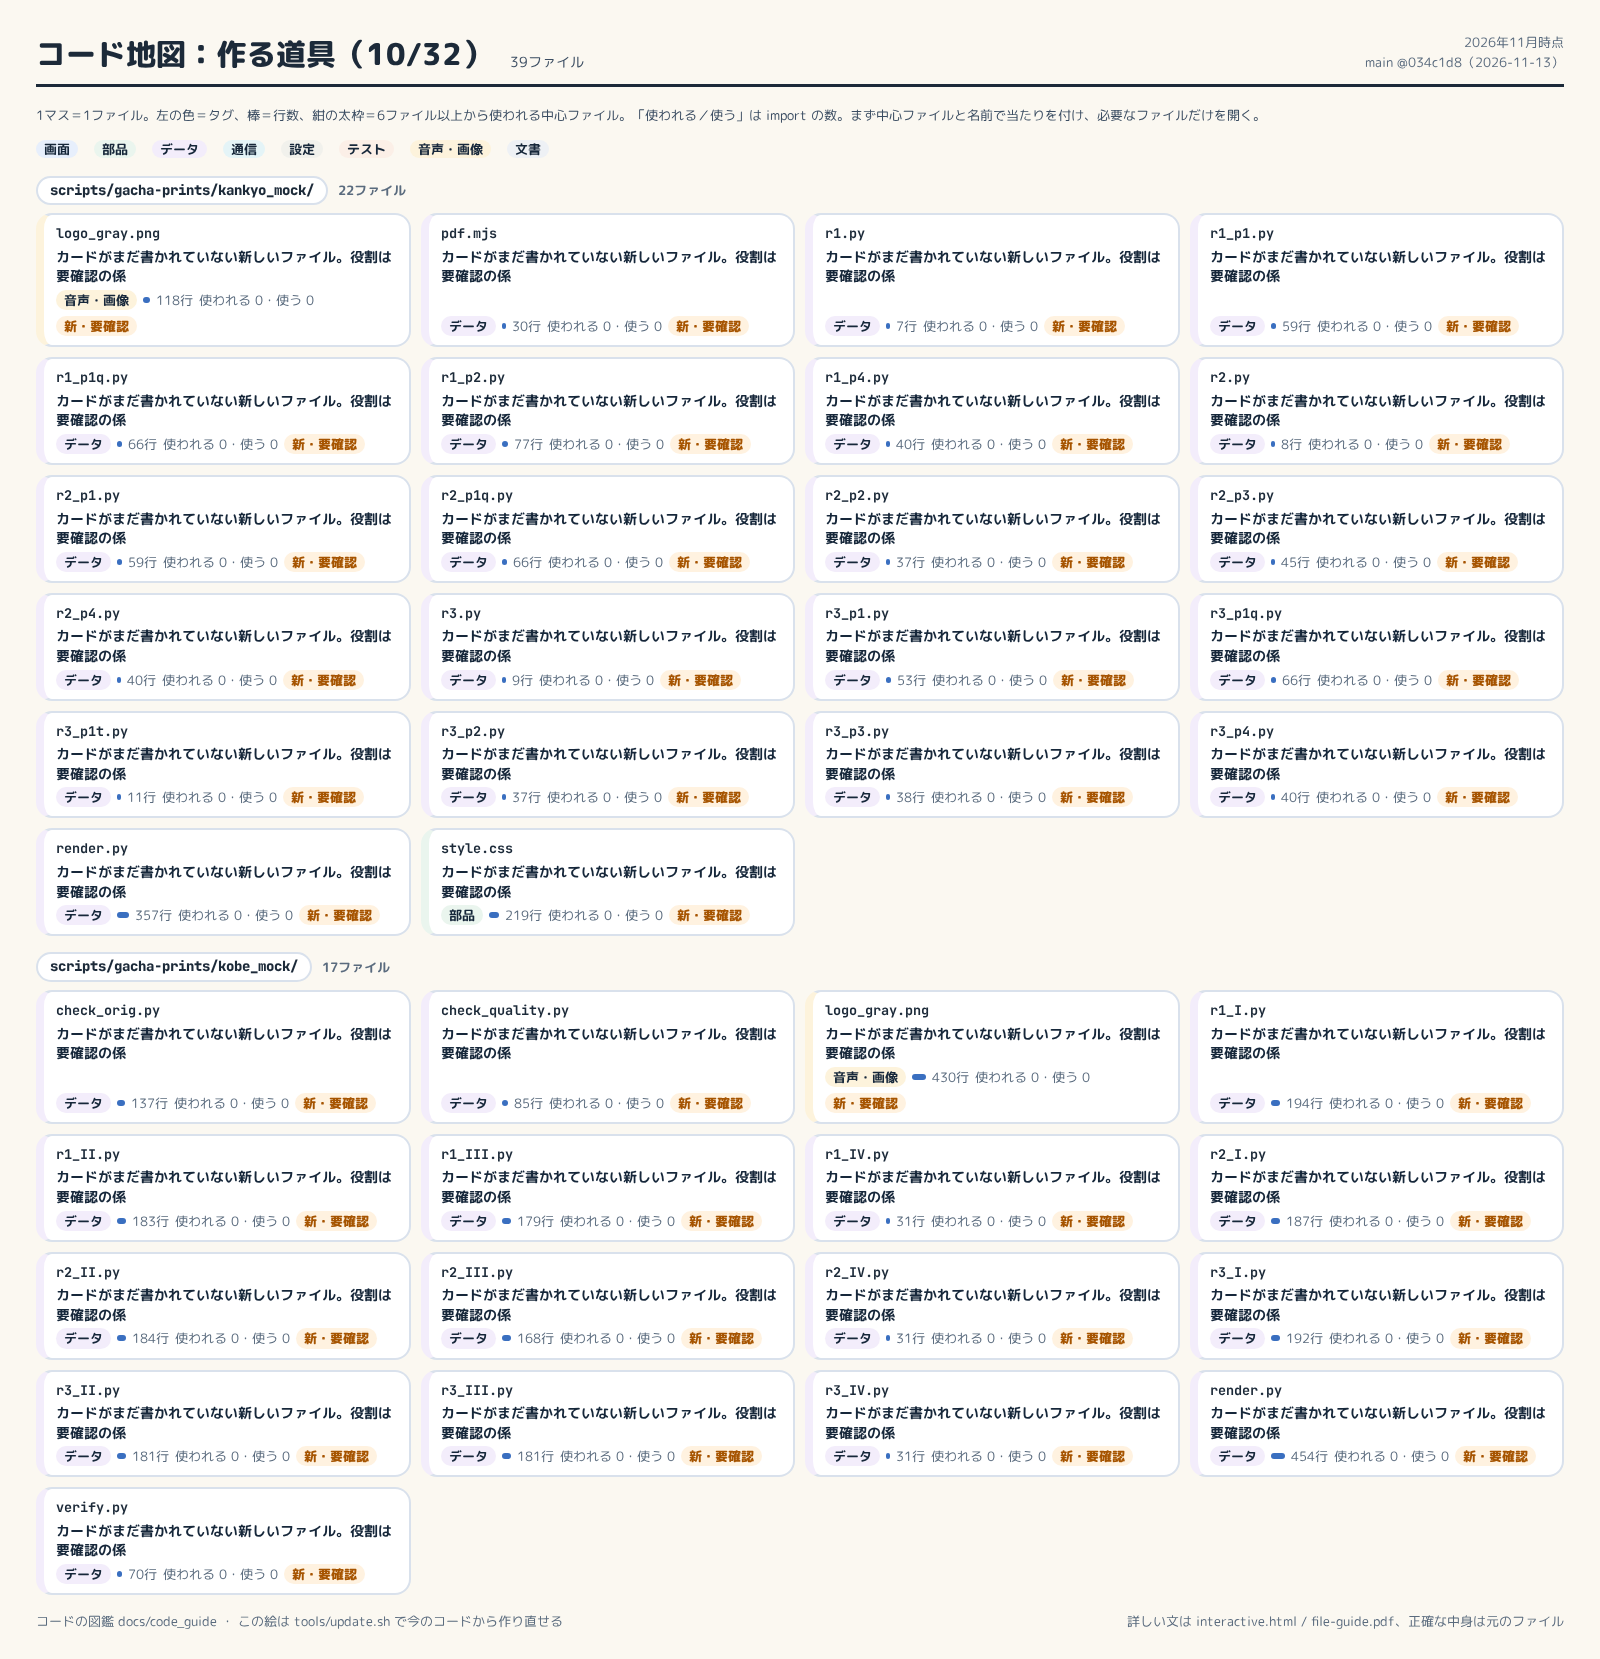 コード地図：作る道具（10/32） 39ファイル
2026年11月時点
main @034c1d8（2026-11-13）
1マス＝1ファイル。左の色＝タグ、棒＝行数、紺の太枠＝6ファイル以上から使われる中心ファイル。「使われる／使う」は import の数。まず中心ファイルと名前で当たりを付け、必要なファイルだけを開く。
画面 部品 データ 通信 設定 テスト 音声・画像 文書
scripts/gacha-prints/kankyo_mock/ 22ファイル
logo_gray.png
カードがまだ書かれていない新しいファイル。役割は
要確認の係
音声・画像 118行 使われる 0 · 使う 0
新・要確認
pdf.mjs
カードがまだ書かれていない新しいファイル。役割は
要確認の係
データ 30行 使われる 0 · 使う 0 新・要確認
r1.py
カードがまだ書かれていない新しいファイル。役割は
要確認の係
データ 7行 使われる 0 · 使う 0 新・要確認
r1_p1.py
カードがまだ書かれていない新しいファイル。役割は
要確認の係
データ 59行 使われる 0 · 使う 0 新・要確認
r1_p1q.py
カードがまだ書かれていない新しいファイル。役割は
要確認の係
データ 66行 使われる 0 · 使う 0 新・要確認
r1_p2.py
カードがまだ書かれていない新しいファイル。役割は
要確認の係
データ 77行 使われる 0 · 使う 0 新・要確認
r1_p4.py
カードがまだ書かれていない新しいファイル。役割は
要確認の係
データ 40行 使われる 0 · 使う 0 新・要確認
r2.py
カードがまだ書かれていない新しいファイル。役割は
要確認の係
データ 8行 使われる 0 · 使う 0 新・要確認
r2_p1.py
カードがまだ書かれていない新しいファイル。役割は
要確認の係
データ 59行 使われる 0 · 使う 0 新・要確認
r2_p1q.py
カードがまだ書かれていない新しいファイル。役割は
要確認の係
データ 66行 使われる 0 · 使う 0 新・要確認
r2_p2.py
カードがまだ書かれていない新しいファイル。役割は
要確認の係
データ 37行 使われる 0 · 使う 0 新・要確認
r2_p3.py
カードがまだ書かれていない新しいファイル。役割は
要確認の係
データ 45行 使われる 0 · 使う 0 新・要確認
r2_p4.py
カードがまだ書かれていない新しいファイル。役割は
要確認の係
データ 40行 使われる 0 · 使う 0 新・要確認
r3.py
カードがまだ書かれていない新しいファイル。役割は
要確認の係
データ 9行 使われる 0 · 使う 0 新・要確認
r3_p1.py
カードがまだ書かれていない新しいファイル。役割は
要確認の係
データ 53行 使われる 0 · 使う 0 新・要確認
r3_p1q.py
カードがまだ書かれていない新しいファイル。役割は
要確認の係
データ 66行 使われる 0 · 使う 0 新・要確認
r3_p1t.py
カードがまだ書かれていない新しいファイル。役割は
要確認の係
データ 11行 使われる 0 · 使う 0 新・要確認
r3_p2.py
カードがまだ書かれていない新しいファイル。役割は
要確認の係
データ 37行 使われる 0 · 使う 0 新・要確認
r3_p3.py
カードがまだ書かれていない新しいファイル。役割は
要確認の係
データ 38行 使われる 0 · 使う 0 新・要確認
r3_p4.py
カードがまだ書かれていない新しいファイル。役割は
要確認の係
データ 40行 使われる 0 · 使う 0 新・要確認
render.py
カードがまだ書かれていない新しいファイル。役割は
要確認の係
データ 357行 使われる 0 · 使う 0 新・要確認
style.css
カードがまだ書かれていない新しいファイル。役割は
要確認の係
部品 219行 使われる 0 · 使う 0 新・要確認
scripts/gacha-prints/kobe_mock/ 17ファイル
check_orig.py
カードがまだ書かれていない新しいファイル。役割は
要確認の係
データ 137行 使われる 0 · 使う 0 新・要確認
check_quality.py
カードがまだ書かれていない新しいファイル。役割は
要確認の係
データ 85行 使われる 0 · 使う 0 新・要確認
logo_gray.png
カードがまだ書かれていない新しいファイル。役割は
要確認の係
音声・画像 430行 使われる 0 · 使う 0
新・要確認
r1_I.py
カードがまだ書かれていない新しいファイル。役割は
要確認の係
データ 194行 使われる 0 · 使う 0 新・要確認
r1_II.py
カードがまだ書かれていない新しいファイル。役割は
要確認の係
データ 183行 使われる 0 · 使う 0 新・要確認
r1_III.py
カードがまだ書かれていない新しいファイル。役割は
要確認の係
データ 179行 使われる 0 · 使う 0 新・要確認
r1_IV.py
カードがまだ書かれていない新しいファイル。役割は
要確認の係
データ 31行 使われる 0 · 使う 0 新・要確認
r2_I.py
カードがまだ書かれていない新しいファイル。役割は
要確認の係
データ 187行 使われる 0 · 使う 0 新・要確認
r2_II.py
カードがまだ書かれていない新しいファイル。役割は
要確認の係
データ 184行 使われる 0 · 使う 0 新・要確認
r2_III.py
カードがまだ書かれていない新しいファイル。役割は
要確認の係
データ 168行 使われる 0 · 使う 0 新・要確認
r2_IV.py
カードがまだ書かれていない新しいファイル。役割は
要確認の係
データ 31行 使われる 0 · 使う 0 新・要確認
r3_I.py
カードがまだ書かれていない新しいファイル。役割は
要確認の係
データ 192行 使われる 0 · 使う 0 新・要確認
r3_II.py
カードがまだ書かれていない新しいファイル。役割は
要確認の係
データ 181行 使われる 0 · 使う 0 新・要確認
r3_III.py
カードがまだ書かれていない新しいファイル。役割は
要確認の係
データ 181行 使われる 0 · 使う 0 新・要確認
r3_IV.py
カードがまだ書かれていない新しいファイル。役割は
要確認の係
データ 31行 使われる 0 · 使う 0 新・要確認
render.py
カードがまだ書かれていない新しいファイル。役割は
要確認の係
データ 454行 使われる 0 · 使う 0 新・要確認
verify.py
カードがまだ書かれていない新しいファイル。役割は
要確認の係
データ 70行 使われる 0 · 使う 0 新・要確認
コードの図鑑 docs/code_guide ・ この絵は tools/update.sh で今のコードから作り直せる
詳しい文は interactive.html / file-guide.pdf、正確な中身は元のファイル